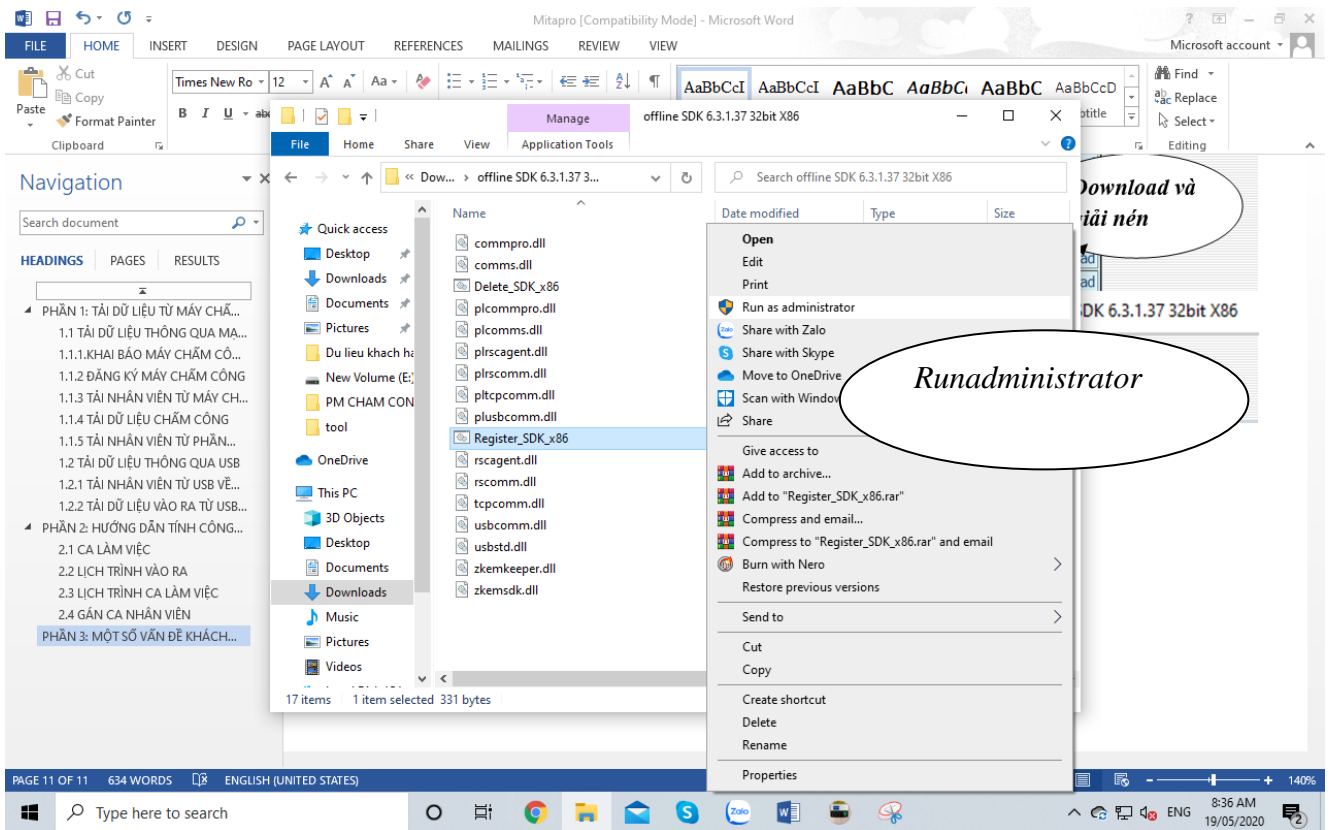 Mitapro [Compatibility Mode] - Microsoft Word
FILE HOME INSERT DESIGN PAGE LAYOUT REFERENCES MAILINGS REVIEW VIEW Microsoft account
Cut
Copy
Format Painter
Paste
Clipboard
Times New Ro 12 Aa
B I U abc
AaBbCcI AaBbCcI AaBbC AaBbC AaBbC AaBbCcD
btitle
Find
Replace
Select
Editing
Manage offline SDK 6.3.1.37 32bit X86
File Home Share View Application Tools
« Dow... › offline SDK 6.3.1.37 3...
Search offline SDK 6.3.1.37 32bit X86
Navigation
Search document
HEADINGS PAGES RESULTS
PHẦN 1: TẢI DỮ LIỆU TỪ MÁY CHẤ...
1.1 TẢI DỮ LIỆU THÔNG QUA MẠ...
1.1.1.KHAI BÁO MÁY CHẤM CÔ...
1.1.2 ĐĂNG KÝ MÁY CHẤM CÔNG
1.1.3 TẢI NHÂN VIÊN TỪ MÁY CH...
1.1.4 TẢI DỮ LIỆU CHẤM CÔNG
1.1.5 TẢI NHÂN VIÊN TỪ PHẦN...
1.2 TẢI DỮ LIỆU THÔNG QUA USB
1.2.1 TẢI NHÂN VIÊN TỪ USB VỀ...
1.2.2 TẢI DỮ LIỆU VÀO RA TỪ USB...
PHẦN 2: HƯỚNG DẪN TÍNH CÔNG...
2.1 CA LÀM VIỆC
2.2 LỊCH TRÌNH VÀO RA
2.3 LỊCH TRÌNH CA LÀM VIỆC
2.4 GÁN CA NHÂN VIÊN
PHẦN 3: MỘT SỐ VẤN ĐỀ KHÁCH...
Quick access
Desktop
Downloads
Documents
Pictures
Du lieu khach ha
New Volume (E:)
PM CHAM CON
tool
OneDrive
This PC
3D Objects
Desktop
Documents
Downloads
Music
Pictures
Videos
Name Date modified Type Size
commpro.dll
comms.dll
Delete_SDK_x86
plcommpro.dll
plcomms.dll
plrscagent.dll
plrscomm.dll
pltcpcomm.dll
plusbcomm.dll
Register_SDK_x86
rscagent.dll
rscomm.dll
tcpcomm.dll
usbcomm.dll
usbstd.dll
zkemkeeper.dll
zkemsdk.dll
17 items 1 item selected 331 bytes
Open
Edit
Print
Run as administrator
Share with Zalo
Share with Skype
Move to OneDrive
Scan with Window
Share
Give access to
Add to archive...
Add to "Register_SDK_x86.rar"
Compress and email...
Compress to "Register_SDK_x86.rar" and email
Burn with Nero
Restore previous versions
Send to
Cut
Copy
Create shortcut
Delete
Rename
Properties
Download và
giải nén
ad
ad
SDK 6.3.1.37 32bit X86
Runadministrator
PAGE 11 OF 11 634 WORDS ENGLISH (UNITED STATES) 140%
Type here to search
Zalo
ENG
8:36 AM
19/05/2020
2